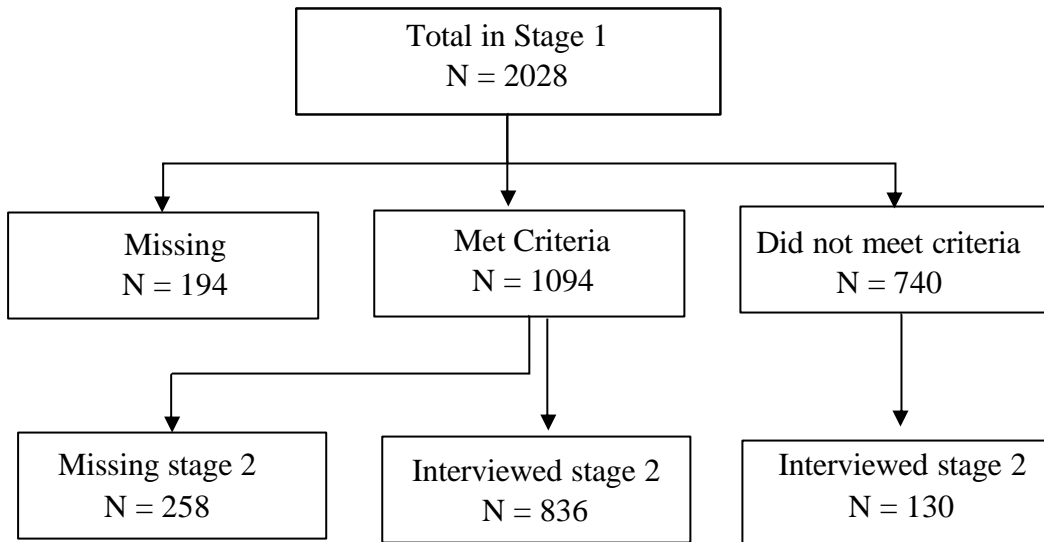 Total in Stage 1
N = 2028
Missing
N = 194
Met Criteria
N = 1094
Did not meet criteria
N = 740
Missing stage 2
N = 258
Interviewed stage 2
N = 836
Interviewed stage 2
N = 130